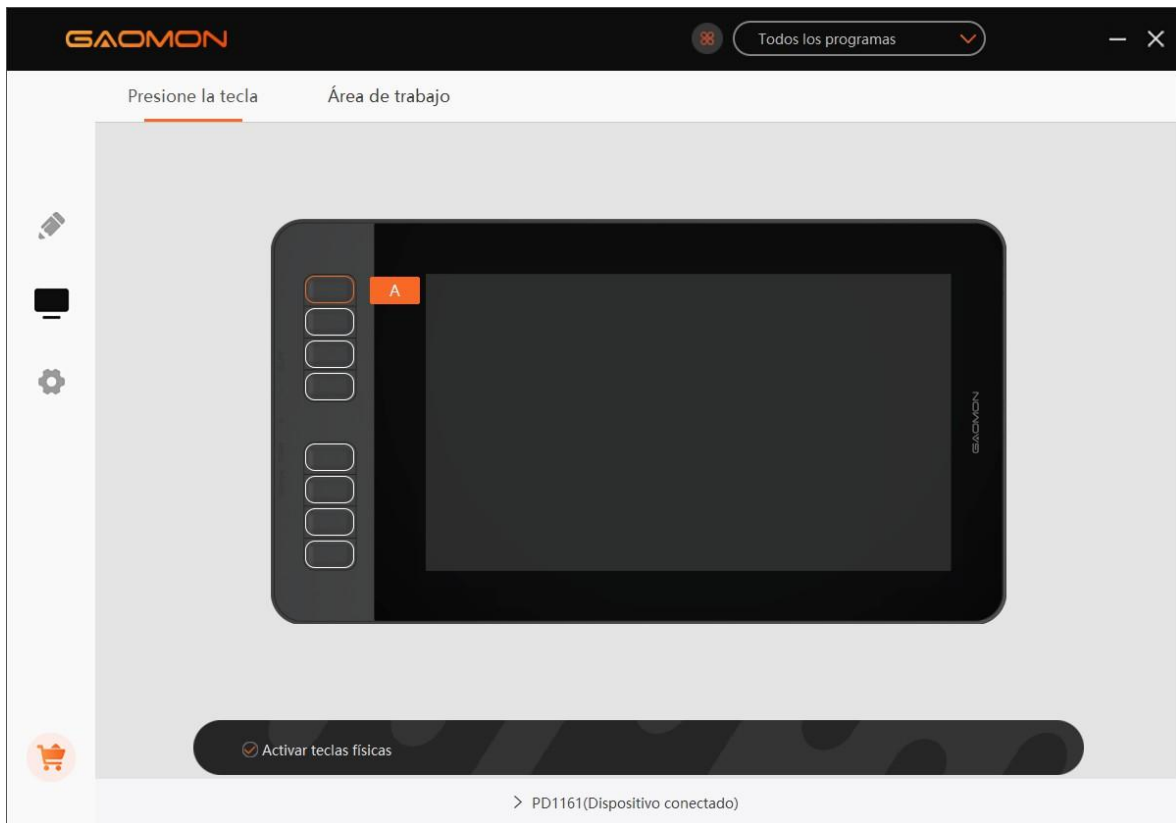 GAOMON
Todos los programas
Presione la tecla
Área de trabajo
A
GAOMON
Activar teclas físicas
PD1161(Dispositivo conectado)